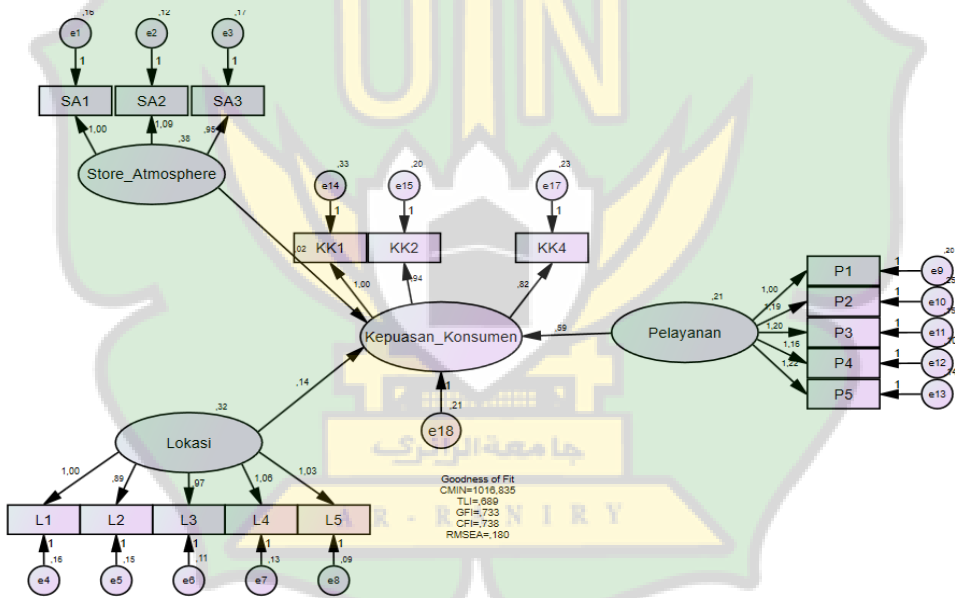 ,16 ,12 ,17
e1 e2 e3
1 1 1
SA1 SA2 SA3
1,00 1,09 ,95
,38
Store_Atmosphere
,33 ,20 ,23
e14 e15 e17
1 1 1
KK1 KK2 KK4
,02
1,00 ,94 ,82
Kepuasan_Konsumen
,59
,21
Pelayanan
1,00
1,19
1,20
1,16
1,22
P1 1 e9 ,20
P2 1 e10
P3 1 e11
P4 1 e12
P5 1 e13
,14
1
,21
e18
,32
Lokasi
1,00 ,89 ,97 1,06 1,03
L1 L2 L3 L4 L5
1 1 1 1 1
,16 ,15 ,11 ,13 ,09
e4 e5 e6 e7 e8
Goodness of Fit
CMIN=1016,835
TLI=,689
GFI=,733
CFI=,738
RMSEA=,180
UIN
جامعة الرانري
AR-RANIRY